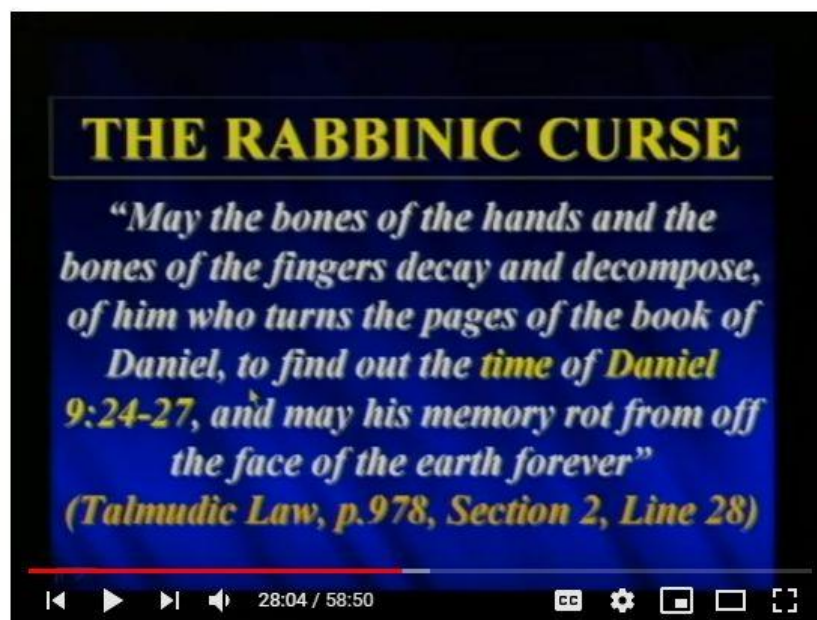 THE RABBINIC CURSE
“May the bones of the hands and the
bones of the fingers decay and decompose,
of him who turns the pages of the book of
Daniel, to find out the time of Daniel
9:24-27, and may his memory rot from off
the face of the earth forever”
(Talmudic Law, p.978, Section 2, Line 28)
28:04 / 58:50
CC